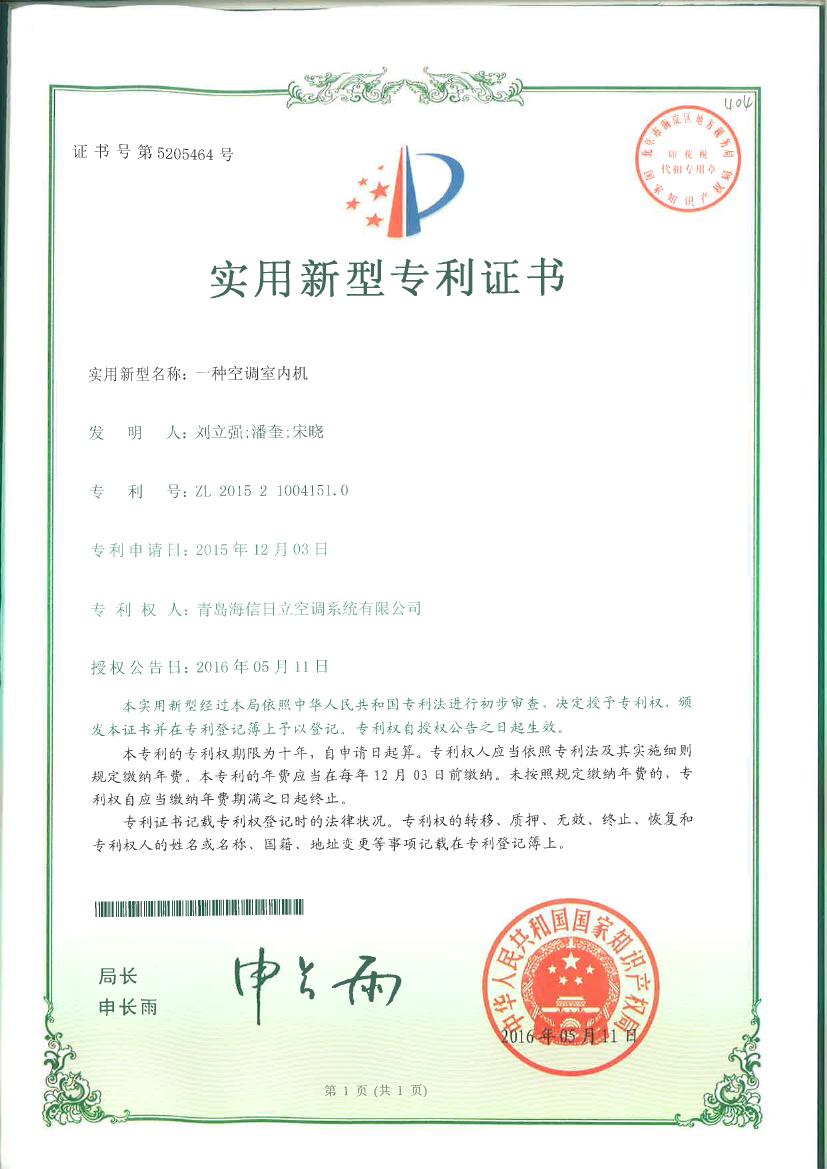 404
证书号第5205464号
北京市海淀区地方税务局
印花税
代扣专用章
国家知识产权局
实用新型专利证书
实用新型名称：一种空调室内机
发 明 人：刘立强;潘奎;宋晓
专 利 号：ZL 2015 2 1004151.0
专利申请日：2015年12月03日
专 利 权 人：青岛海信日立空调系统有限公司
授权公告日：2016年05月11日
本实用新型经过本局依照中华人民共和国专利法进行初步审查，决定授予专利权，颁
发本证书并在专利登记簿上予以登记。专利权自授权公告之日起生效。
本专利的专利权期限为十年，自申请日起算。专利权人应当依照专利法及其实施细则
规定缴纳年费。本专利的年费应当在每年12月03日前缴纳。未按照规定缴纳年费的，专
利权自应当缴纳年费期满之日起终止。
专利证书记载专利权登记时的法律状况。专利权的转移、质押、无效、终止、恢复和
专利权人的姓名或名称、国籍、地址变更等事项记载在专利登记簿上。
局长
申长雨
申长雨
中华人民共和国国家知识产权局
2016年05月11日
第1页(共1页)